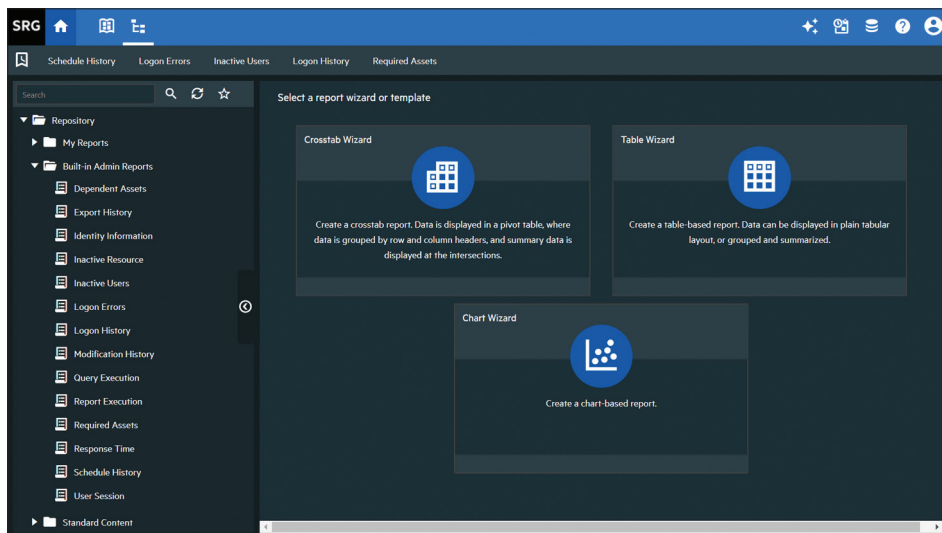 SRG
Schedule History
Logon Errors
Inactive Users
Logon History
Required Assets
Search
Repository
My Reports
Built-in Admin Reports
Dependent Assets
Export History
Identity Information
Inactive Resource
Inactive Users
Logon Errors
Logon History
Modification History
Query Execution
Report Execution
Required Assets
Response Time
Schedule History
User Session
Standard Content
Select a report wizard or template
Crosstab Wizard
Create a crosstab report. Data is displayed in a pivot table, where
data is grouped by row and column headers, and summary data is
displayed at the intersections.
Table Wizard
Create a table-based report. Data can be displayed in plain tabular
layout, or grouped and summarized.
Chart Wizard
Create a chart-based report.